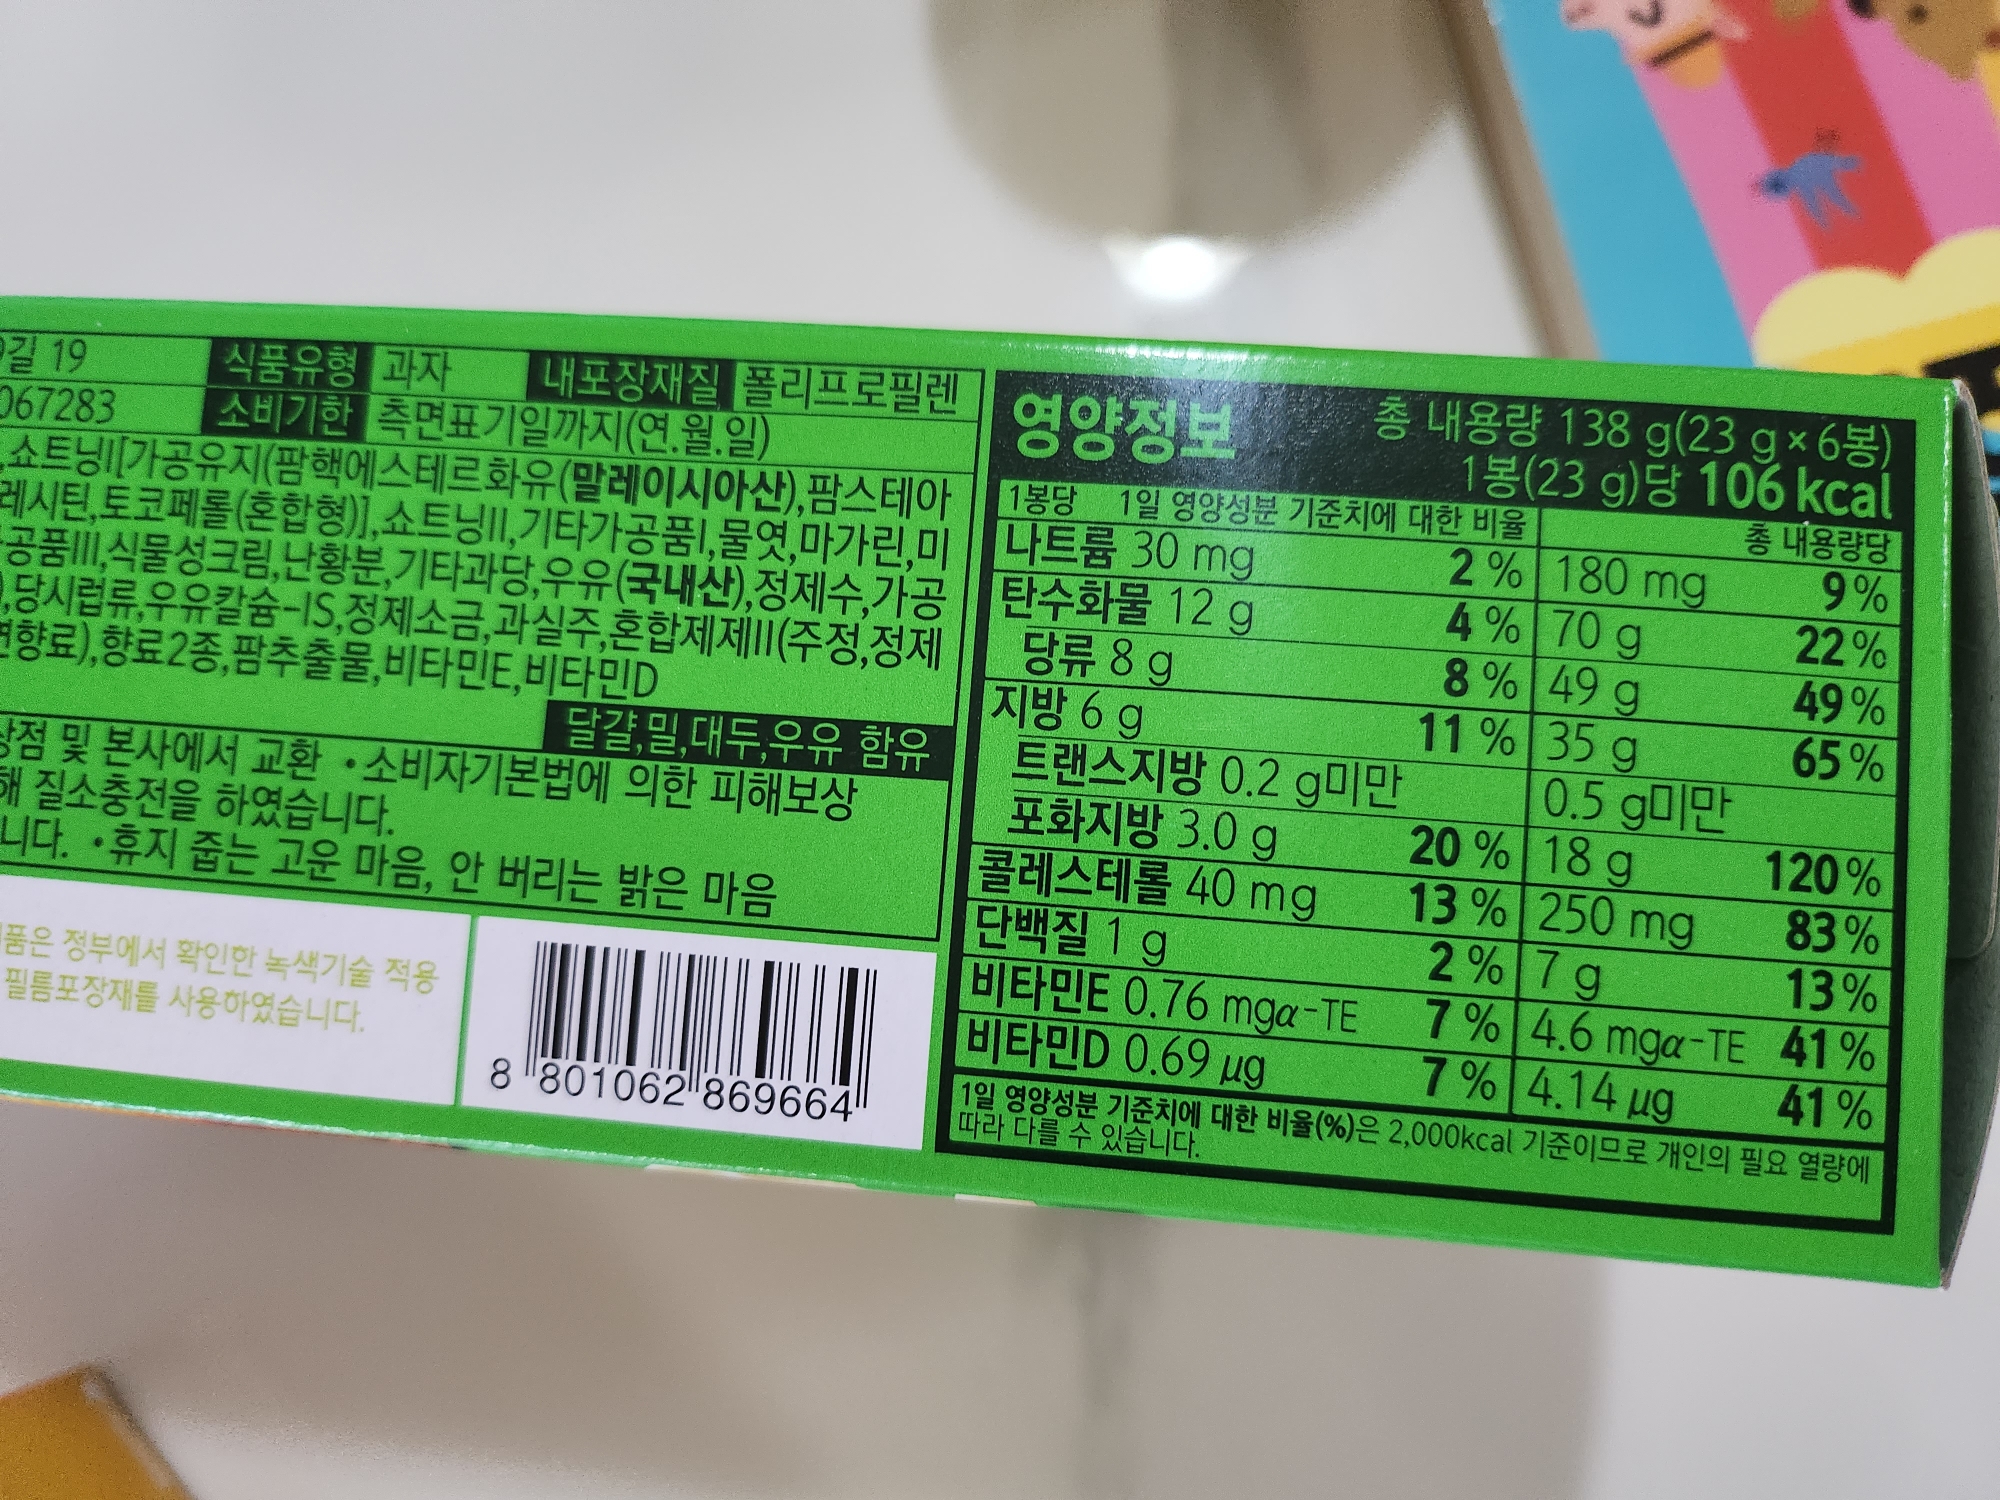 길 19 식품유형 과자 내포장재질 폴리프로필렌
067283 소비기한 측면표기일까지(연.월.일)
,쇼트닝I[가공유지(팜핵에스테르화유(말레이시아산),팜스테아
레시틴,토코페롤(혼합형)],쇼트닝II,기타가공품I,물엿,마가린,미
공품III,식물성크림,난황분,기타과당,우유(국내산),정제수,가공
),당시럽류,우유칼슘-IS,정제소금,과실주,혼합제제II(주정,정제
향료),향료2종,팜추출물,비타민E,비타민D
달걀,밀,대두,우유 함유
상점 및 본사에서 교환 •소비자기본법에 의한 피해보상
해 질소충전을 하였습니다.
니다. •휴지 줍는 고운 마음, 안 버리는 밝은 마음
품은 정부에서 확인한 녹색기술 적용
필름포장재를 사용하였습니다.
8 801062 869664
영양정보 총 내용량 138 g(23 g×6봉)
1봉(23 g)당 106 kcal
1봉당 1일 영양성분 기준치에 대한 비율 총 내용량당
나트륨 30 mg 2 % 180 mg 9 %
탄수화물 12 g 4 % 70 g 22 %
당류 8 g 8 % 49 g 49 %
지방 6 g 11 % 35 g 65 %
트랜스지방 0.2 g미만 0.5 g미만
포화지방 3.0 g 20 % 18 g 120 %
콜레스테롤 40 mg 13 % 250 mg 83 %
단백질 1 g 2 % 7 g 13 %
비타민E 0.76 mgα-TE 7 % 4.6 mgα-TE 41 %
비타민D 0.69 µg 7 % 4.14 µg 41 %
1일 영양성분 기준치에 대한 비율(%)은 2,000kcal 기준이므로 개인의 필요 열량에
따라 다를 수 있습니다.